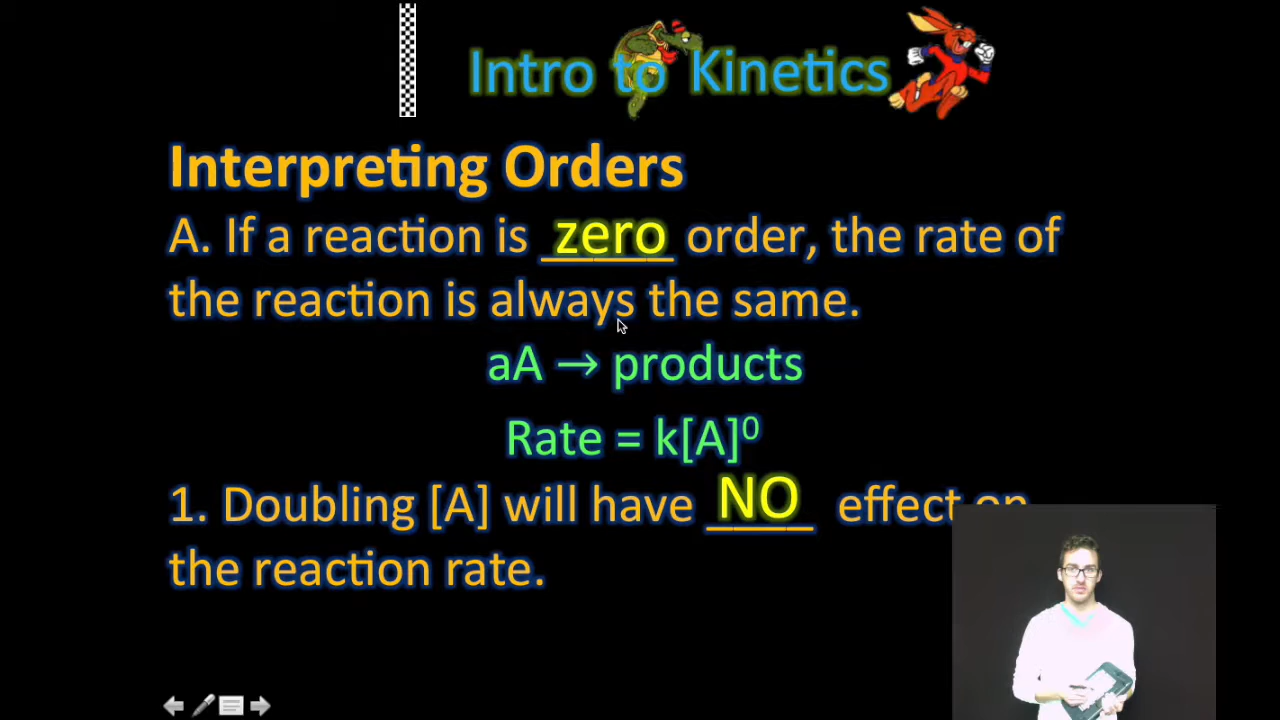 Intro to Kinetics
Interpreting Orders
A. If a reaction is zero order, the rate of
the reaction is always the same.
aA → products
Rate = k[A]⁰
1. Doubling [A] will have NO effect on
the reaction rate.